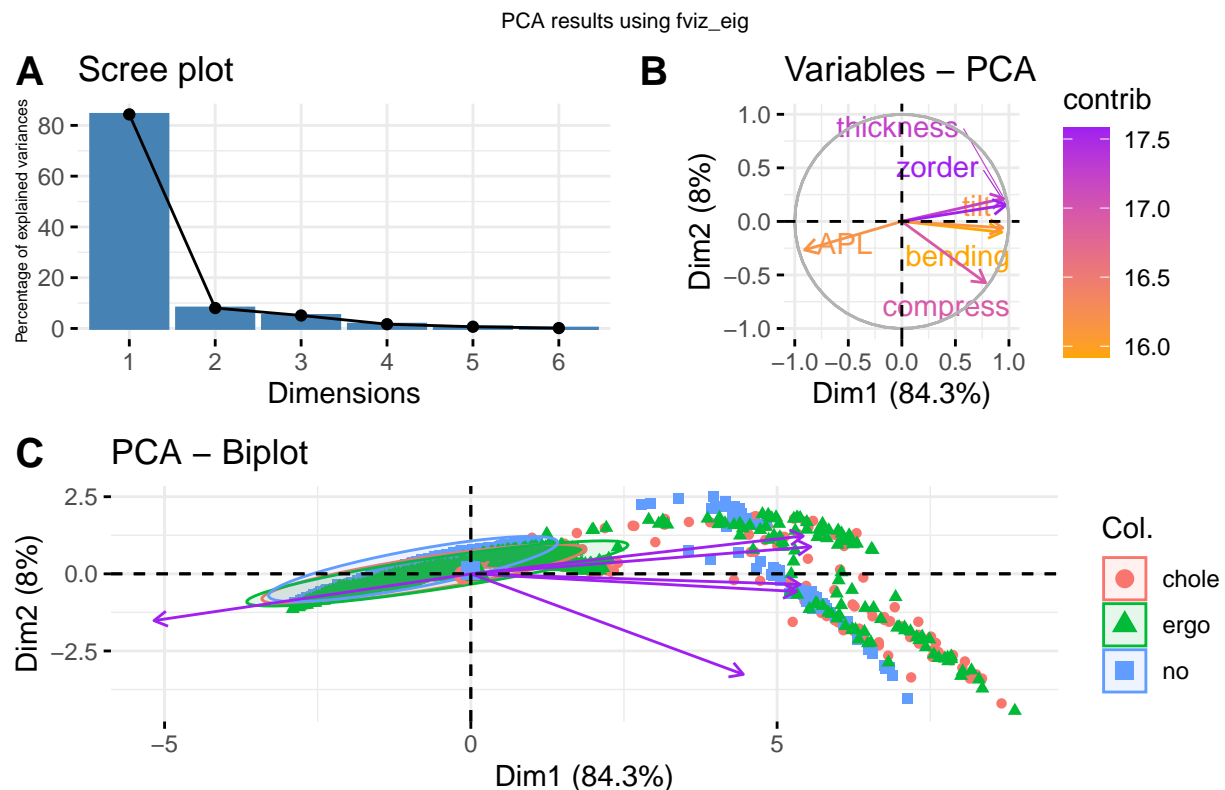 PCA results using fviz_eig
A Scree plot
Percentage of explained variances
80
60
40
20
0
1 2 3 4 5 6
Dimensions
B Variables − PCA
Dim2 (8%)
1.0
0.5
0.0
−0.5
−1.0
thickness
zorder
tilt
APL
bending
compress
−1.0 −0.5 0.0 0.5 1.0
Dim1 (84.3%)
contrib
17.5
17.0
16.5
16.0
C PCA − Biplot
Dim2 (8%)
2.5
0.0
−2.5
−5 0 5
Dim1 (84.3%)
Col.
chole
ergo
no